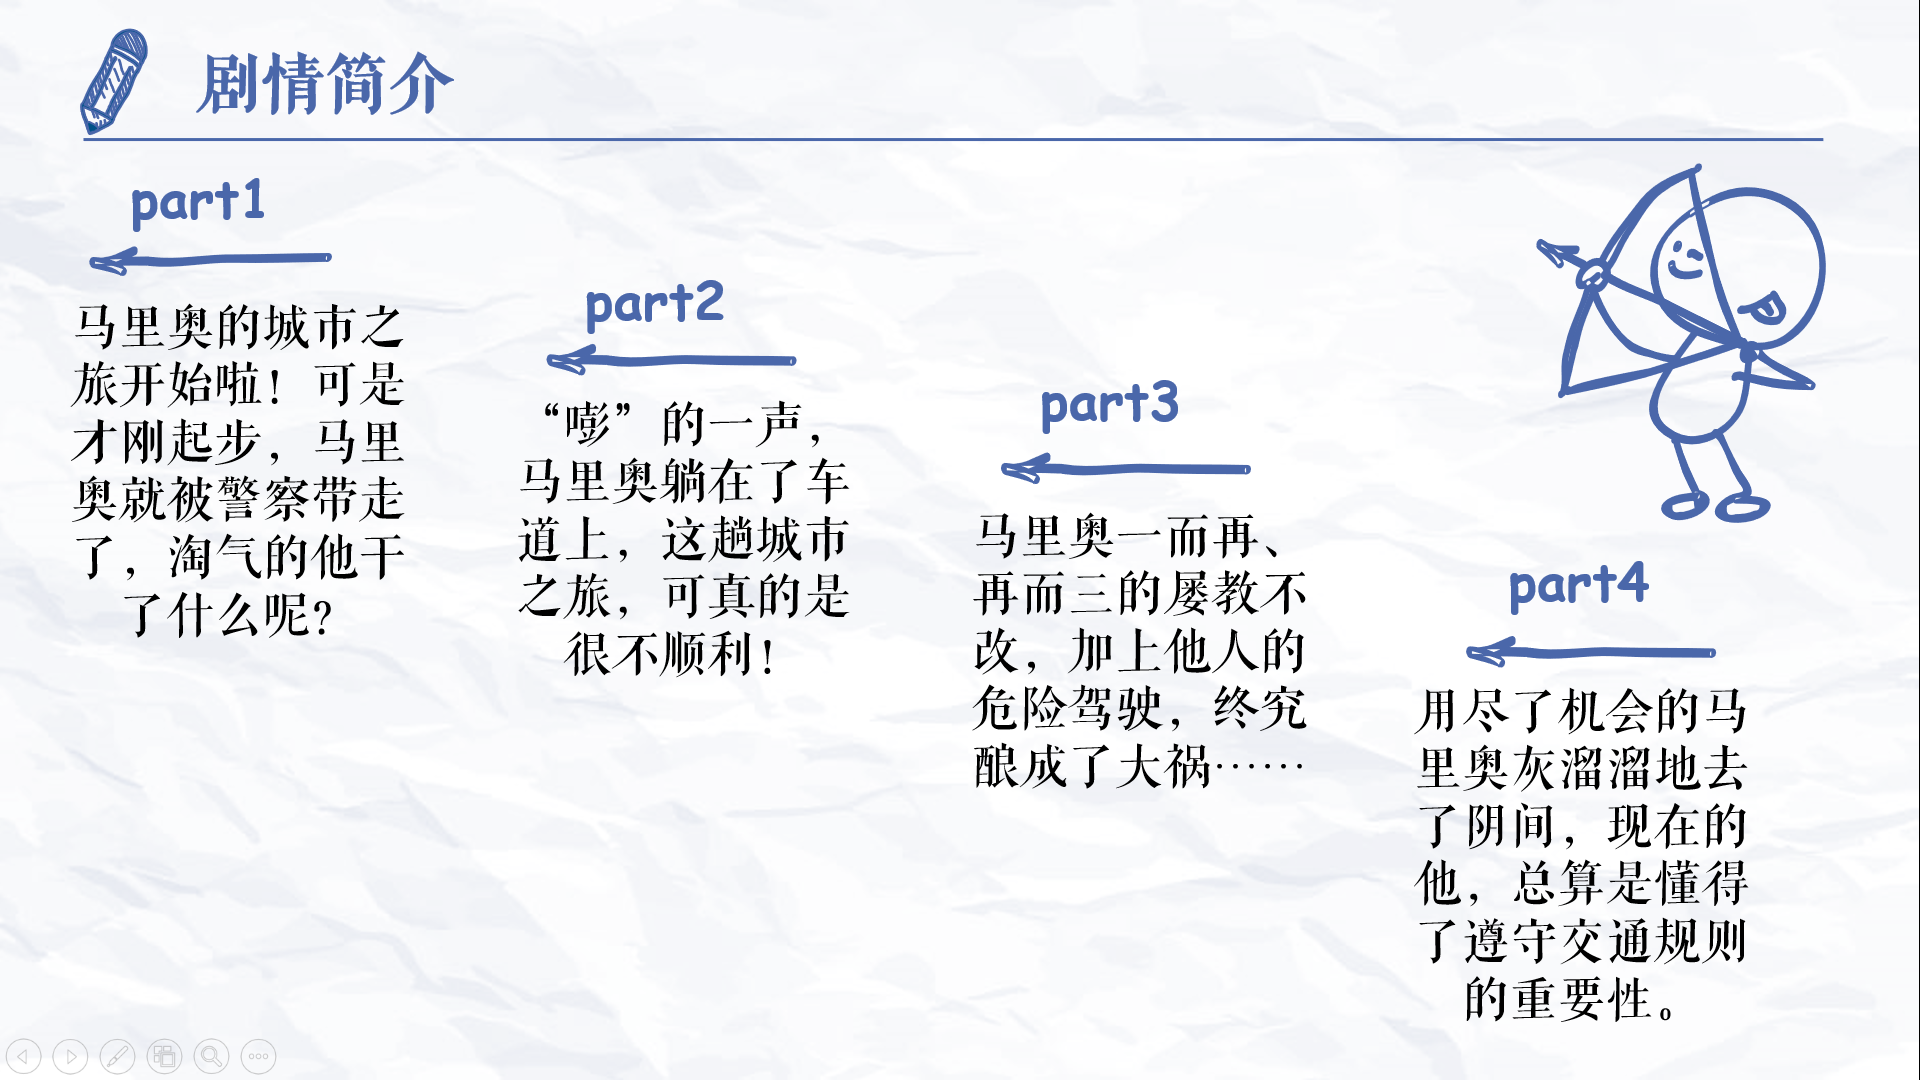 剧情简介
part1
马里奥的城市之
旅开始啦！可是
才刚起步，马里
奥就被警察带走
了，淘气的他干
了什么呢？
part2
“嘭”的一声，
马里奥躺在了车
道上，这趟城市
之旅，可真的是
很不顺利！
part3
马里奥一而再、
再而三的屡教不
改，加上他人的
危险驾驶，终究
酿成了大祸……
part4
用尽了机会的马
里奥灰溜溜地去
了阴间，现在的
他，总算是懂得
了遵守交通规则
的重要性。